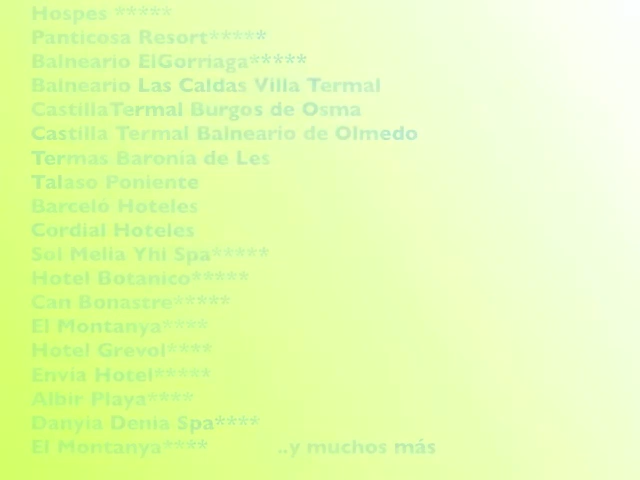 Hospes *****
Panticosa Resort*****
Balneario ElGorriaga*****
Balneario Las Caldas Villa Termal
CastillaTermal Burgos de Osma
Castilla Termal Balneario de Olmedo
Termas Baronía de Les
Talaso Poniente
Barceló Hoteles
Cordial Hoteles
Sol Melia Yhi Spa*****
Hotel Botanico*****
Can Bonastre*****
El Montanya****
Hotel Grevol****
Envia Hotel*****
Albir Playa****
Danyia Denia Spa****
El Montanya**** ..y muchos más